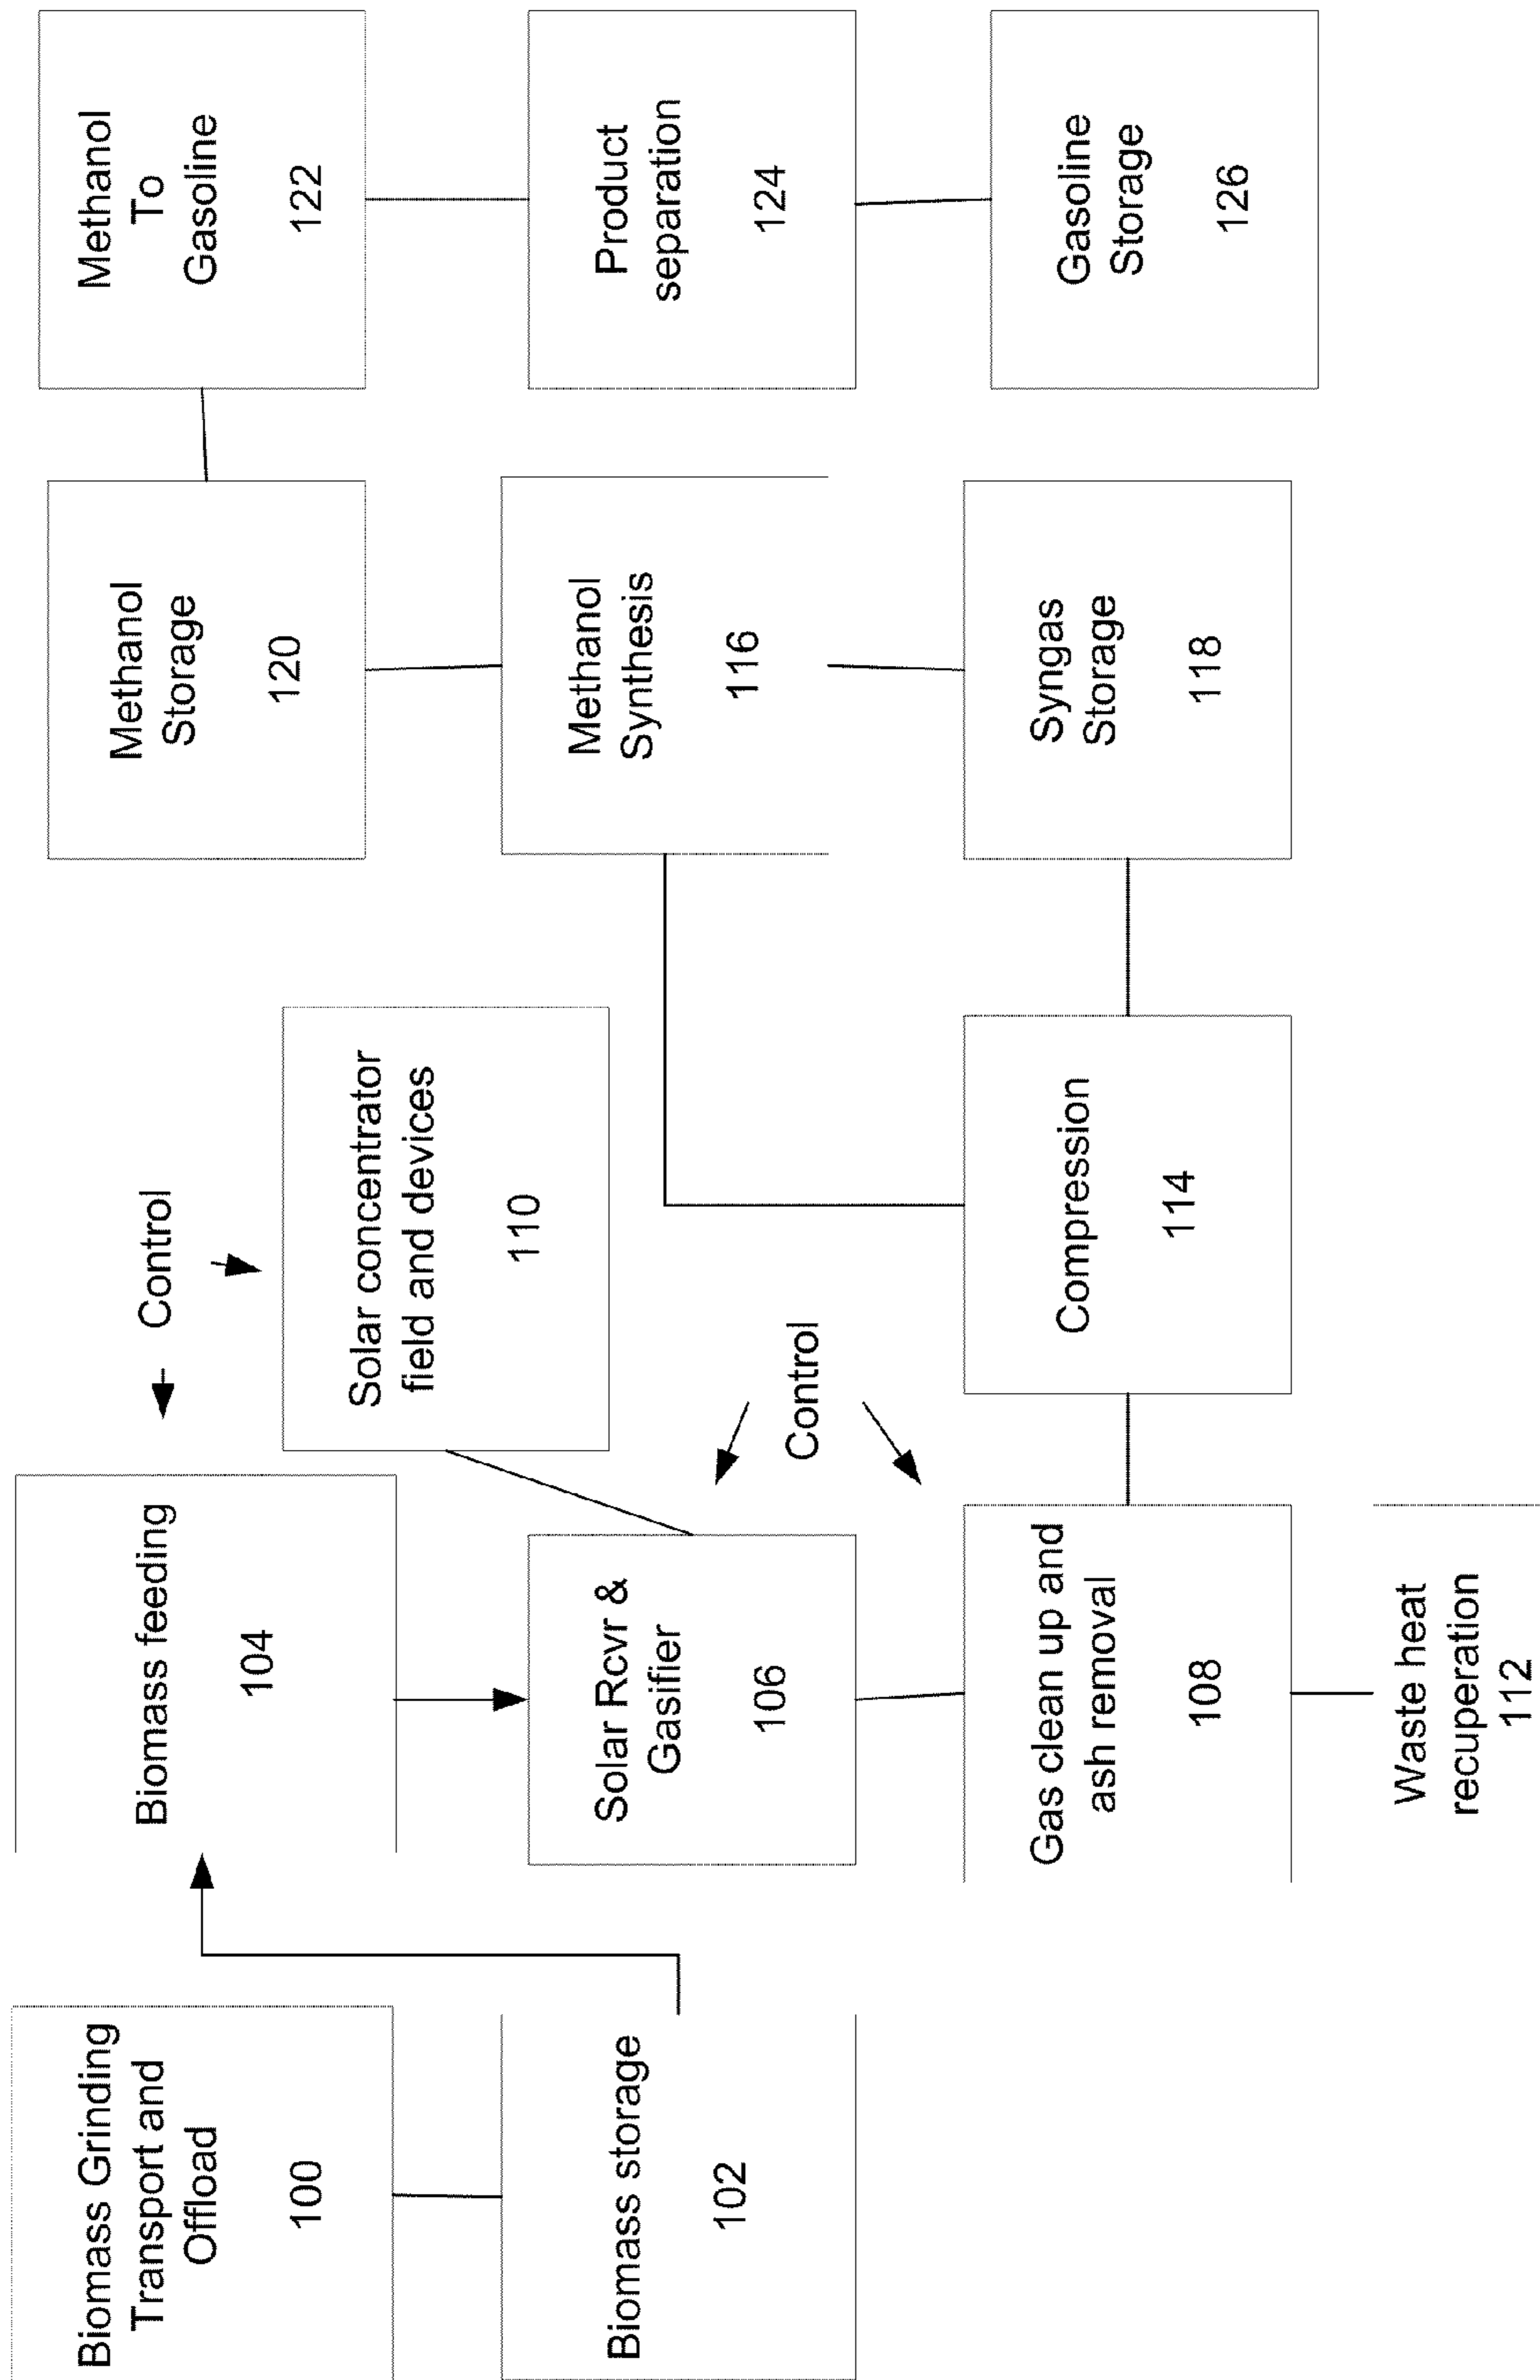 Biomass Grinding
Transport and
Offload
100
Biomass storage
102
Biomass feeding
104
Control
Solar concentrator
field and devices
110
Solar Rcvr &
Gasifier
106
Control
Gas clean up and
ash removal
108
Waste heat
recuperation
112
Compression
114
Methanol
Storage
120
Methanol
Synthesis
116
Syngas
Storage
118
Methanol
To
Gasoline
122
Product
separation
124
Gasoline
Storage
126